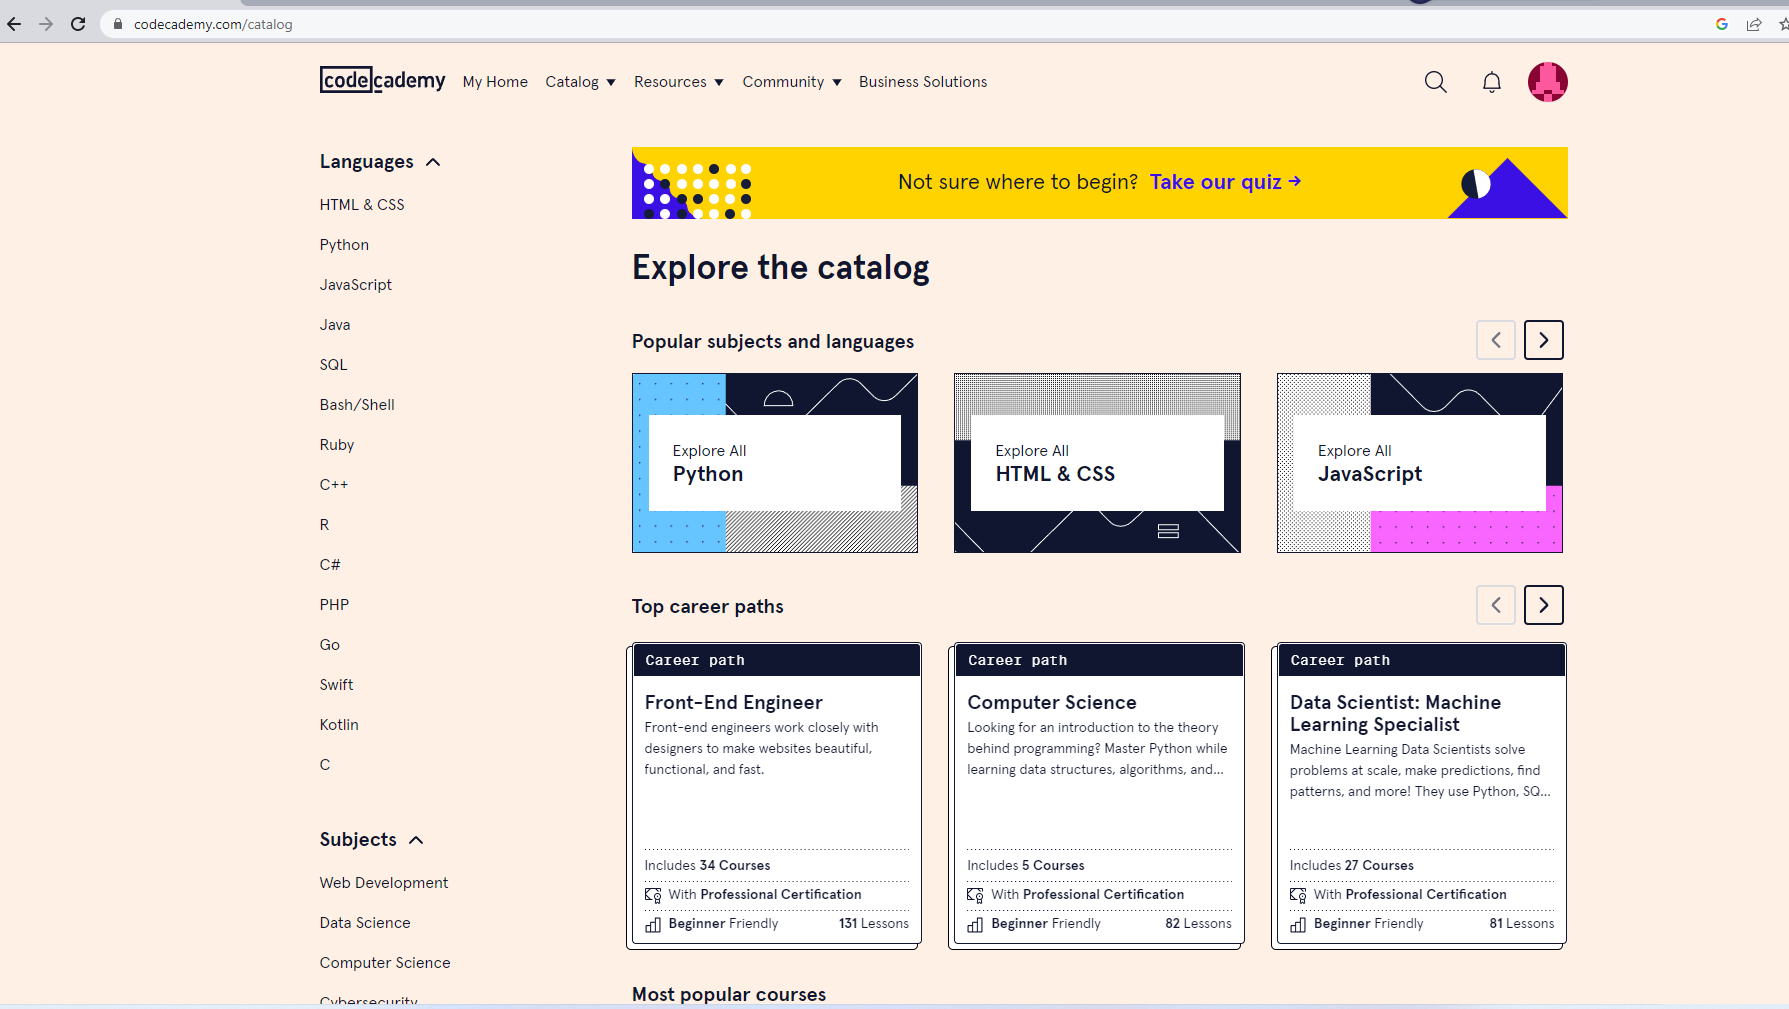 codecademy.com/catalog
codecademy
My Home
Catalog
Resources
Community
Business Solutions
Languages
HTML & CSS
Python
JavaScript
Java
SQL
Bash/Shell
Ruby
C++
R
C#
PHP
Go
Swift
Kotlin
C
Subjects
Web Development
Data Science
Computer Science
Cybersecurity
Not sure where to begin? Take our quiz →
Explore the catalog
Popular subjects and languages
Explore All
Python
Explore All
HTML & CSS
Explore All
JavaScript
Top career paths
Career path
Front-End Engineer
Front-end engineers work closely with
designers to make websites beautiful,
functional, and fast.
Includes 34 Courses
With Professional Certification
Beginner Friendly
131 Lessons
Career path
Computer Science
Looking for an introduction to the theory
behind programming? Master Python while
learning data structures, algorithms, and...
Includes 5 Courses
With Professional Certification
Beginner Friendly
82 Lessons
Career path
Data Scientist: Machine
Learning Specialist
Machine Learning Data Scientists solve
problems at scale, make predictions, find
patterns, and more! They use Python, SQ...
Includes 27 Courses
With Professional Certification
Beginner Friendly
81 Lessons
Most popular courses